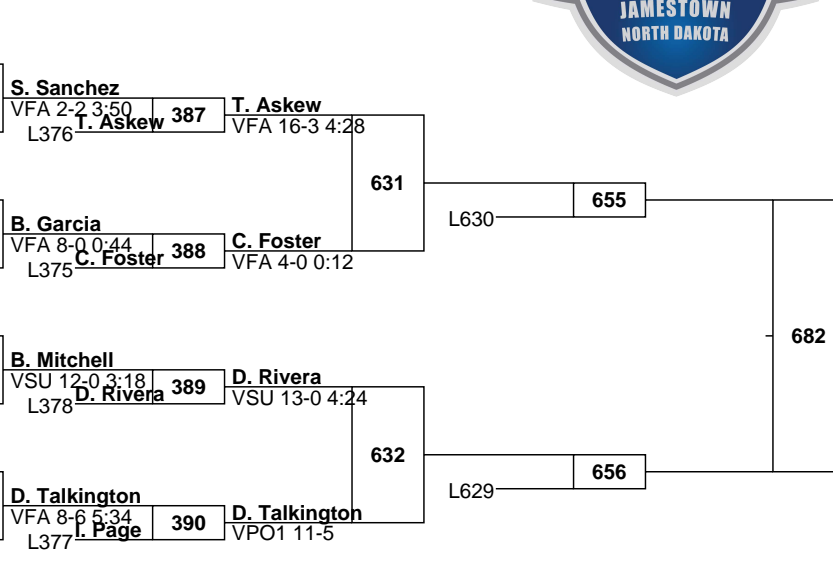 JAMESTOWN
NORTH DAKOTA
S. Sanchez
VFA 2-2 3:50
L376
T. Askew
387
T. Askew
VFA 16-3 4:28
631
655
L630
B. Garcia
VFA 8-0 0:44
L375
C. Foster
388
C. Foster
VFA 4-0 0:12
682
B. Mitchell
VSU 12-0 3:18
L378
D. Rivera
389
D. Rivera
VSU 13-0 4:24
632
656
L629
D. Talkington
VFA 8-6 5:34
L377
I. Page
390
D. Talkington
VPO1 11-5